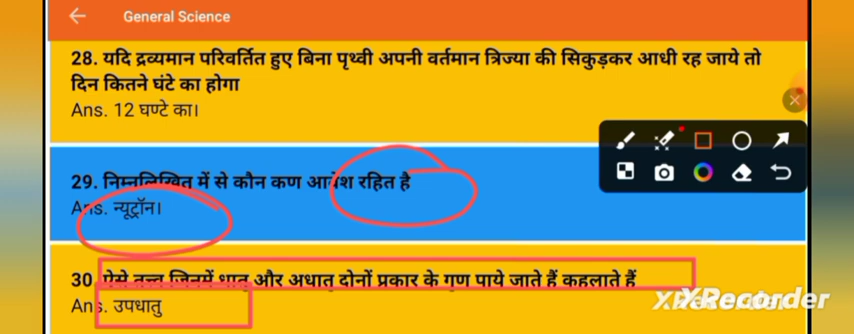 General Science
28. यदि द्रव्यमान परिवर्तित हुए बिना पृथ्वी अपनी वर्तमान त्रिज्या की सिकुड़कर आधी रह जाये तो
दिन कितने घंटे का होगा
Ans. 12 घण्टे का।
29. निम्नलिखित में से कौन कण आवेश रहित है
Ans. न्यूट्रॉन।
30 ऐसे तत्व जिनमें धातु और अधातु दोनों प्रकार के गुण पाये जाते हैं कहलाते हैं
Ans. उपधातु
XRecorder